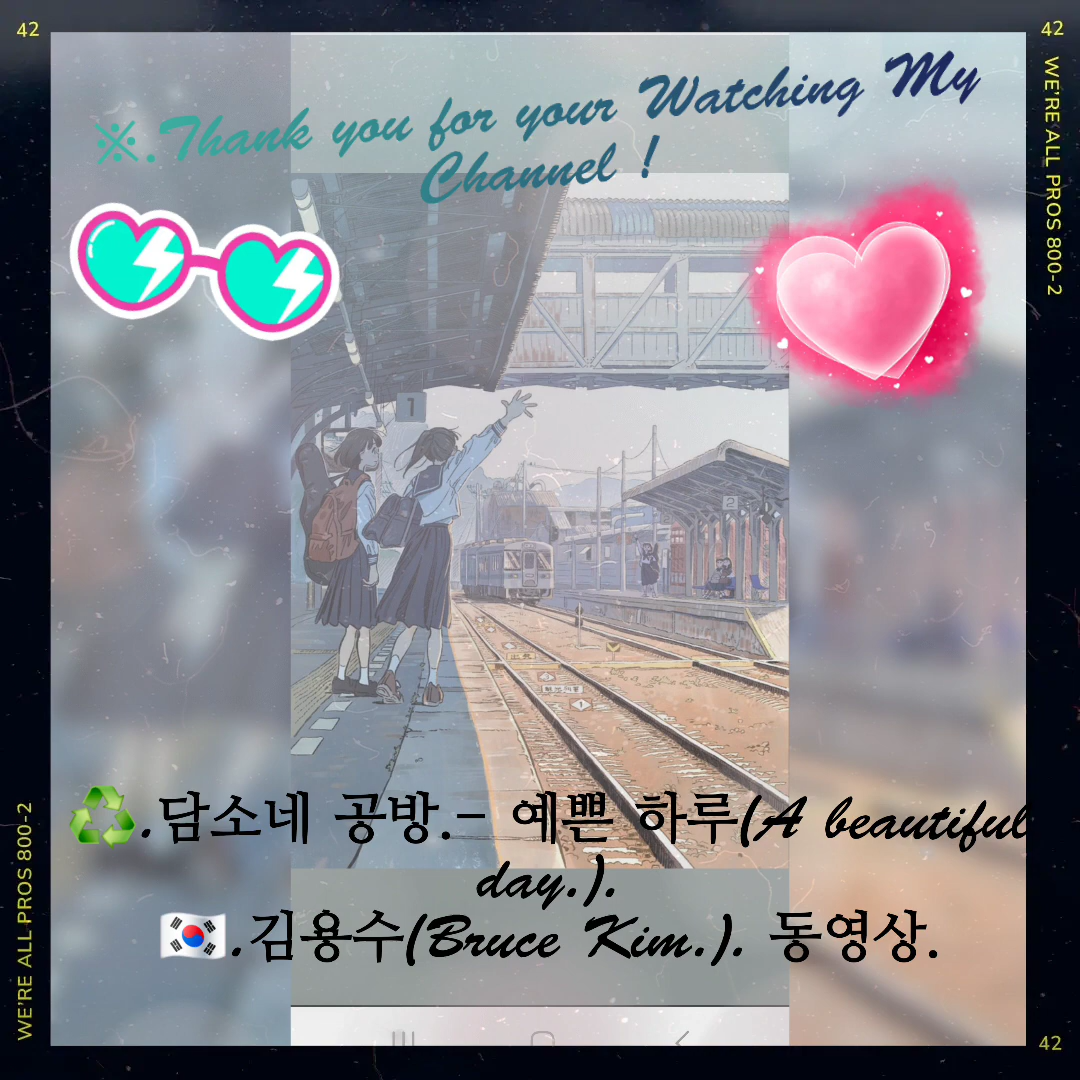 42
42
WE'RE ALL PROS 800-2
※.Thank you for your Watching My
Channel !
1
2
♻️.담소네 공방.- 예쁜 하루(A beautiful
day.).
🇰🇷.김용수(Bruce Kim.). 동영상.
WE'RE ALL PROS 800-2
42